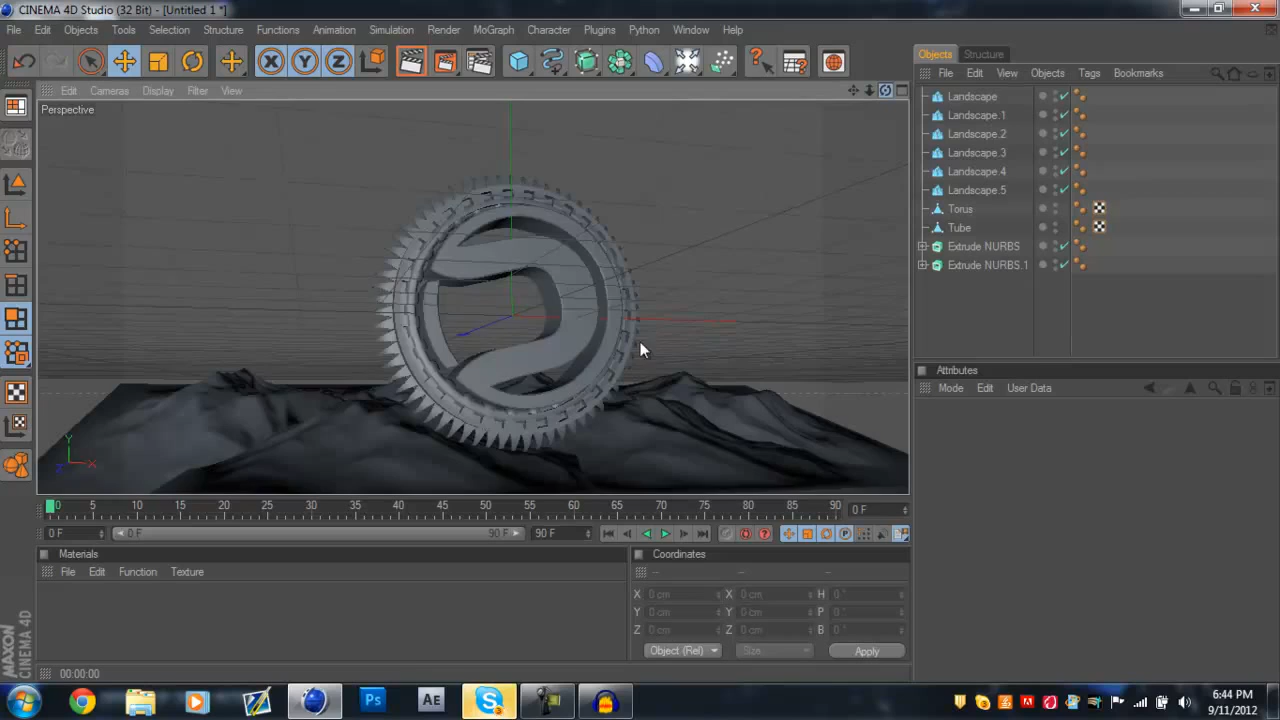 CINEMA 4D Studio (32 Bit) - [Untitled 1 *]
File Edit Objects Tools Selection Structure Functions Animation Simulation Render MoGraph Character Plugins Python Window Help
X Y Z
Objects Structure
File Edit View Objects Tags Bookmarks
Edit Cameras Display Filter View
Perspective
Landscape
Landscape.1
Landscape.2
Landscape.3
Landscape.4
Landscape.5
Torus
Tube
Extrude NURBS
Extrude NURBS.1
Attributes
Mode Edit User Data
Y
Z X
0 5 10 15 20 25 30 35 40 45 50 55 60 65 70 75 80 85 90 0 F
0 F 0 F 90 F 90 F
Materials
File Edit Function Texture
Coordinates
-- -- --
X 0 cm X 0 cm H 0 °
Y 0 cm Y 0 cm P 0 °
Z 0 cm Z 0 cm B 0 °
Object (Rel) Size Apply
MAXON
CINEMA 4D
00:00:00
Ps Ae
6:44 PM
9/11/2012